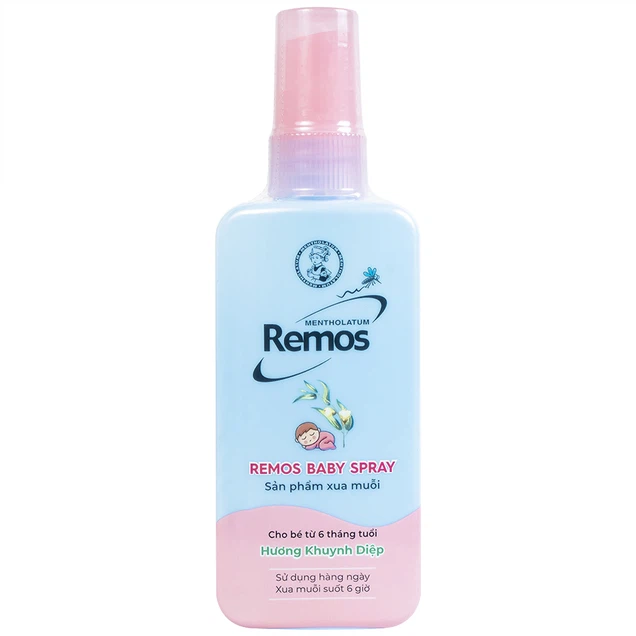 MENTHOLATUM
MENTHOLATUM
Remos
REMOS BABY SPRAY
Sản phẩm xua muỗi
Cho bé từ 6 tháng tuổi
Hương Khuynh Diệp
Sử dụng hàng ngày
Xua muỗi suốt 6 giờ